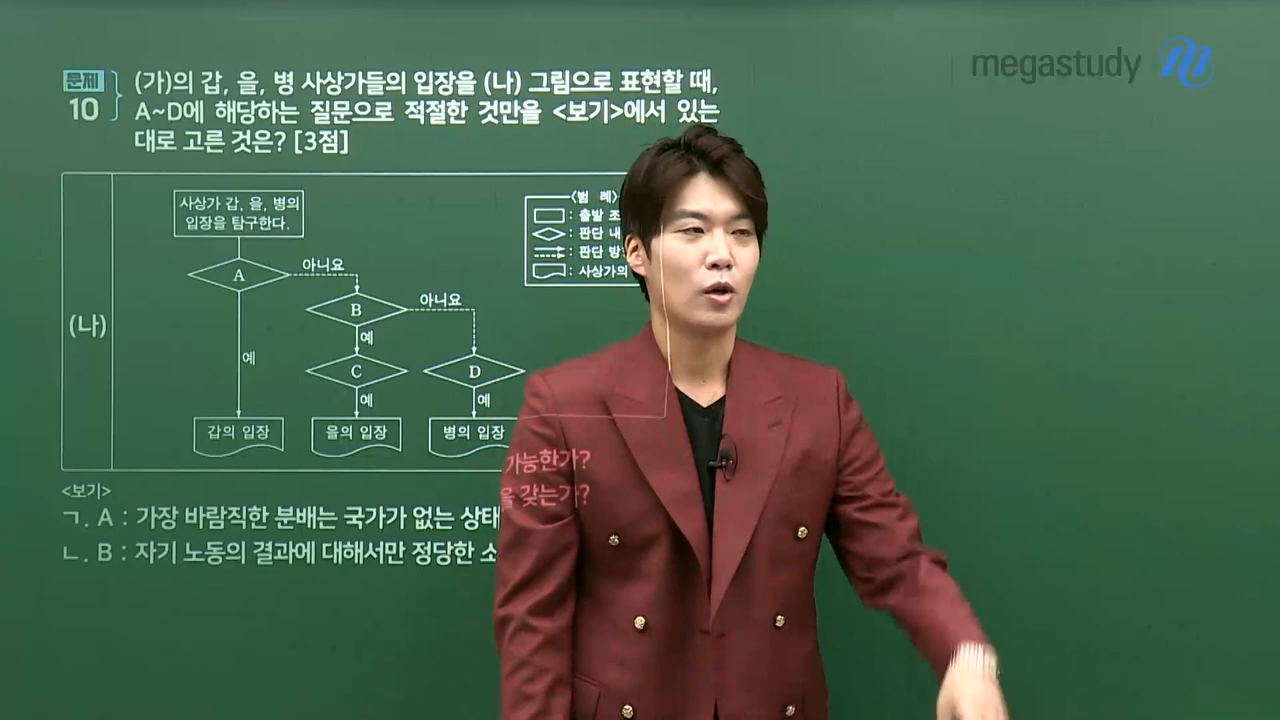 megastudy
문제 10
(가)의 갑, 을, 병 사상가들의 입장을 (나) 그림으로 표현할 때,
A~D에 해당하는 질문으로 적절한 것만을 <보기>에서 있는
대로 고른 것은? [3점]
(나)
사상가 갑, 을, 병의
입장을 탐구한다.
<범 례>
: 출발 조
: 판단 내
: 판단 방
: 사상가의
A
아니요
B
아니요
예
예
C
D
예
예
갑의 입장
을의 입장
병의 입장
<보기>
ㄱ. A : 가장 바람직한 분배는 국가가 없는 상태 가능한가?
ㄴ. B : 자기 노동의 결과에 대해서만 정당한 소 을 갖는가?